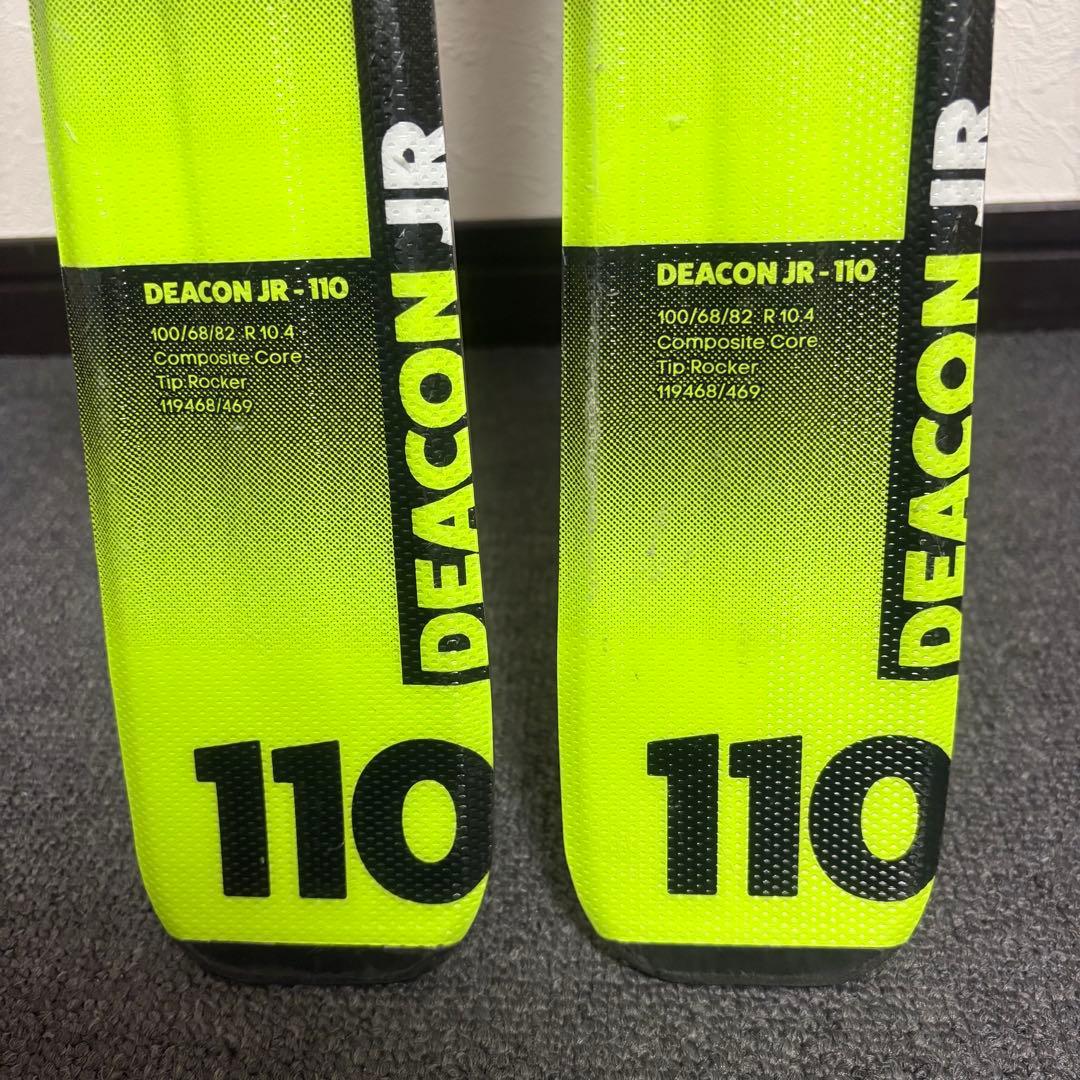 DEACON JR
DEACON JR - 110
100/68/82 R 10.4
Composite Core
Tip Rocker
119468/469
110
DEACON JR
DEACON JR - 110
100/68/82 R 10.4
Composite Core
Tip Rocker
119468/469
110